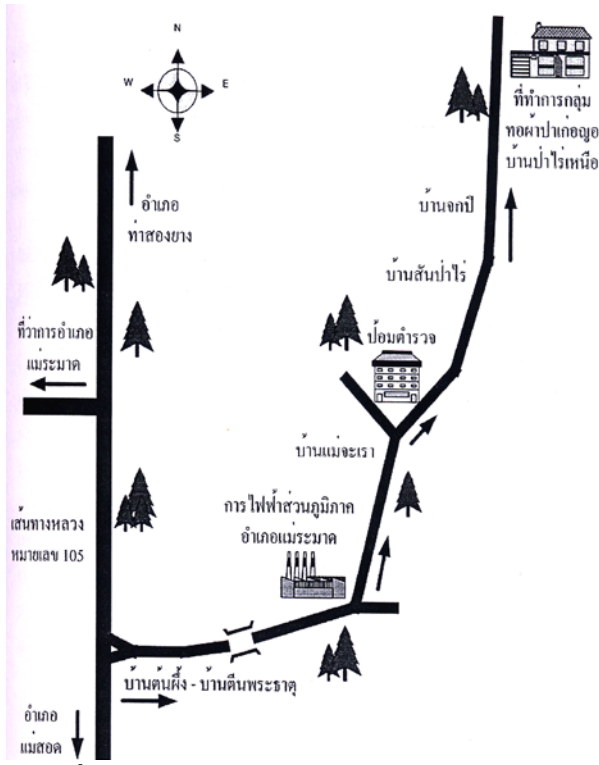 N
W E
S
ที่ทำการกลุ่ม
ทอผ้าปาเก่อญอ
บ้านป่าไร่เหนือ
อำเภอ
ท่าสองยาง
บ้านจกปี
บ้านสันป่าไร่
ที่ว่าการอำเภอ
แม่ระมาด
ป้อมตำรวจ
บ้านแม่จะเรา
การไฟฟ้าส่วนภูมิภาค
อำเภอแม่ระมาด
เส้นทางหลวง
หมายเลข 105
บ้านต้นผึ้ง - บ้านตีนพระธาตุ
อำเภอ
แม่สอด